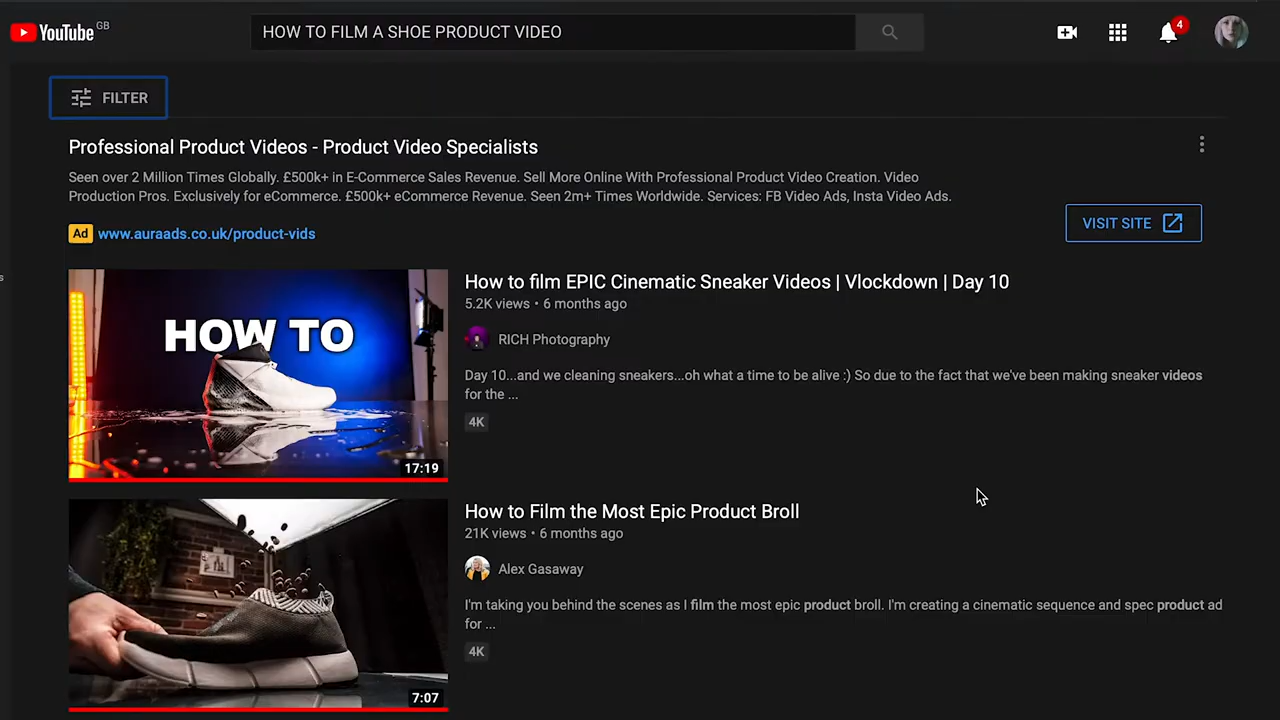 YouTube GB
HOW TO FILM A SHOE PRODUCT VIDEO
4
FILTER
Professional Product Videos - Product Video Specialists
Seen over 2 Million Times Globally. £500k+ in E-Commerce Sales Revenue. Sell More Online With Professional Product Video Creation. Video
Production Pros. Exclusively for eCommerce. £500k+ eCommerce Revenue. Seen 2m+ Times Worldwide. Services: FB Video Ads, Insta Video Ads.
Ad www.auraads.co.uk/product-vids
VISIT SITE
HOW TO
17:19
How to film EPIC Cinematic Sneaker Videos | Vlockdown | Day 10
5.2K views • 6 months ago
RICH Photography
Day 10...and we cleaning sneakers...oh what a time to be alive :) So due to the fact that we've been making sneaker videos
for the ...
4K
7:07
How to Film the Most Epic Product Broll
21K views • 6 months ago
Alex Gasaway
I'm taking you behind the scenes as I film the most epic product broll. I'm creating a cinematic sequence and spec product ad
for ...
4K